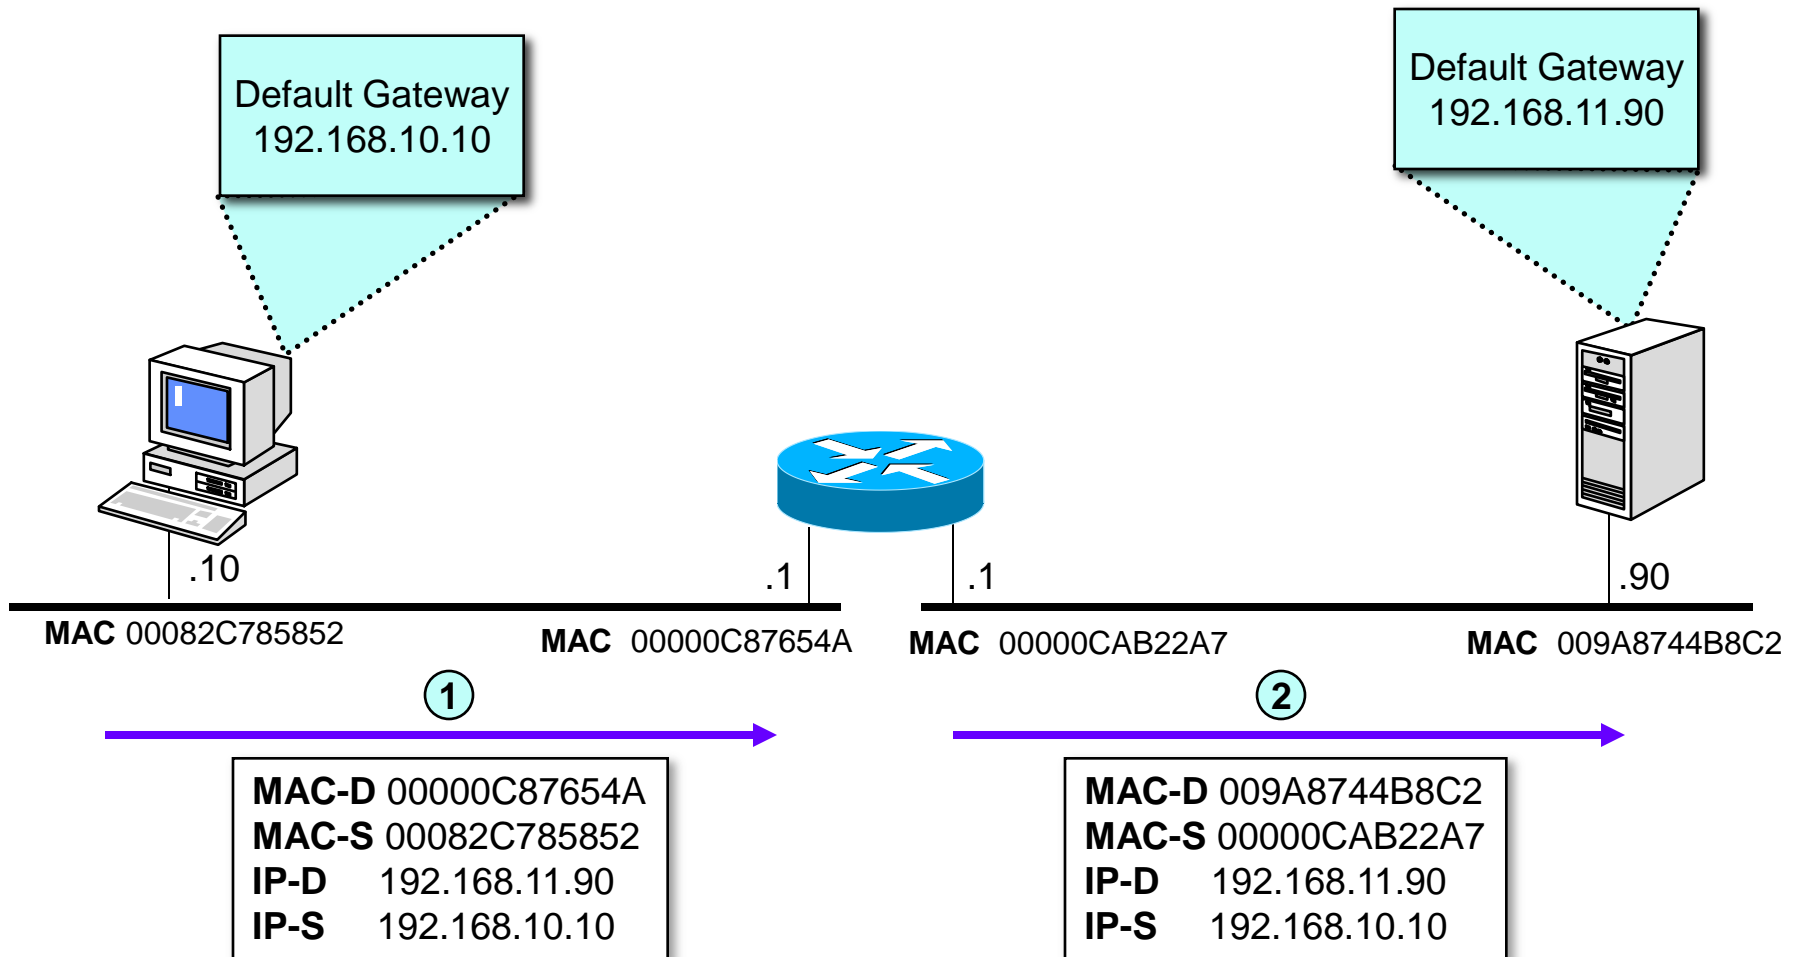 Default Gateway
192.168.10.10
Default Gateway
192.168.11.90
.10
.1
.1
.90
MAC 00082C785852
MAC 00000C87654A
MAC 00000CAB22A7
MAC 009A8744B8C2
1
2
MAC-D 00000C87654A
MAC-S 00082C785852
IP-D 192.168.11.90
IP-S 192.168.10.10
MAC-D 009A8744B8C2
MAC-S 00000CAB22A7
IP-D 192.168.11.90
IP-S 192.168.10.10